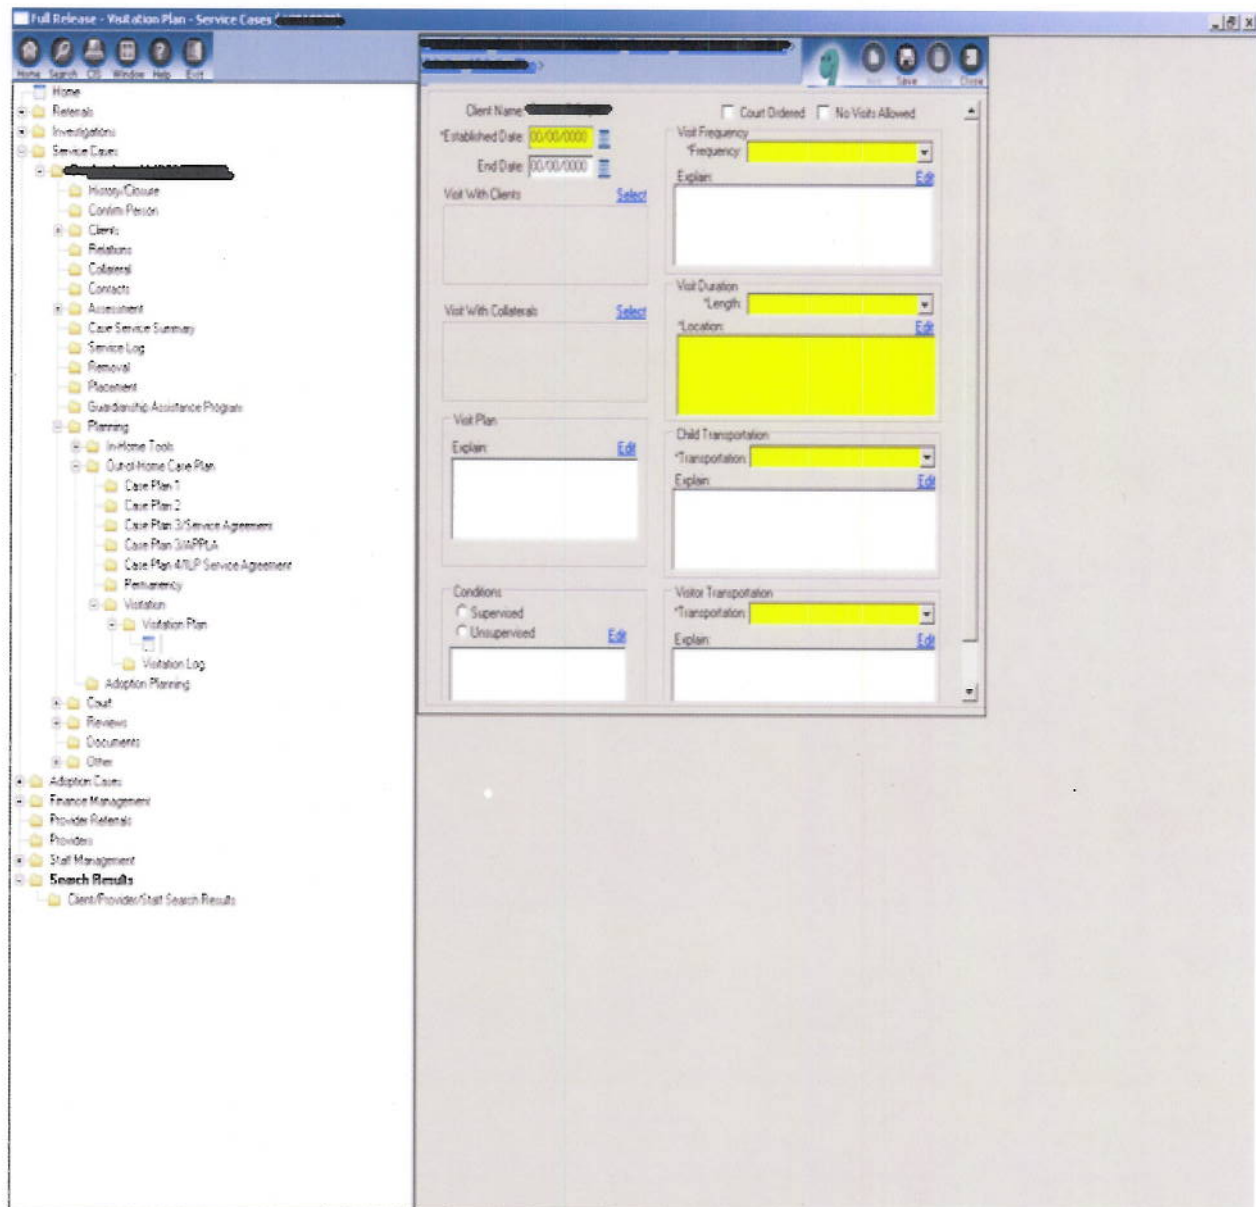 Full Release - Visitation Plan - Service Cases
Home Search CIS Window Help Exit
Save Close
Home
Referrals
Investigations
Service Cases
History/Closure
Confirm Person
Clients
Relations
Collateral
Contacts
Assessment
Case Service Summary
Service Log
Removal
Placement
Guardianship Assistance Program
Planning
In-Home Tools
Out-of-Home Care Plan
Case Plan 1
Case Plan 2
Case Plan 3/Service Agreement
Case Plan 3/APPLA
Case Plan 4/ILP Service Agreement
Permanency
Visitation
Visitation Plan
Visitation Log
Adoption Planning
Court
Reviews
Documents
Other
Adoption Cases
Finance Management
Provider Referrals
Providers
Staff Management
Search Results
Client/Provider/Staff Search Results
Client Name:
*Established Date: 00/00/0000
End Date: 00/00/0000
Visit With Clients Select
Visit With Collaterals Select
Visit Plan
Explain: Edit
Conditions
Supervised
Unsupervised Edit
Court Ordered No Visits Allowed
Visit Frequency
*Frequency:
Explain: Edit
Visit Duration
*Length:
*Location: Edit
Child Transportation
*Transportation:
Explain: Edit
Visitor Transportation
*Transportation:
Explain: Edit